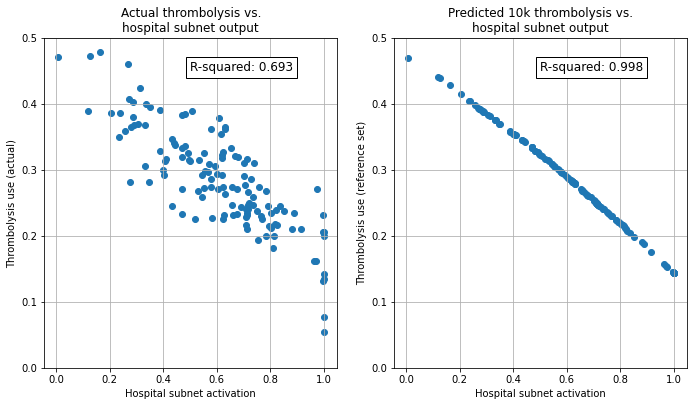 Actual thrombolysis vs.
hospital subnet output
R-squared: 0.693
Thrombolysis use (actual)
0.5
0.4
0.3
0.2
0.1
0.0
0.0 0.2 0.4 0.6 0.8 1.0
Hospital subnet activation
Predicted 10k thrombolysis vs.
hospital subnet output
R-squared: 0.998
Thrombolysis use (reference set)
0.5
0.4
0.3
0.2
0.1
0.0
0.0 0.2 0.4 0.6 0.8 1.0
Hospital subnet activation